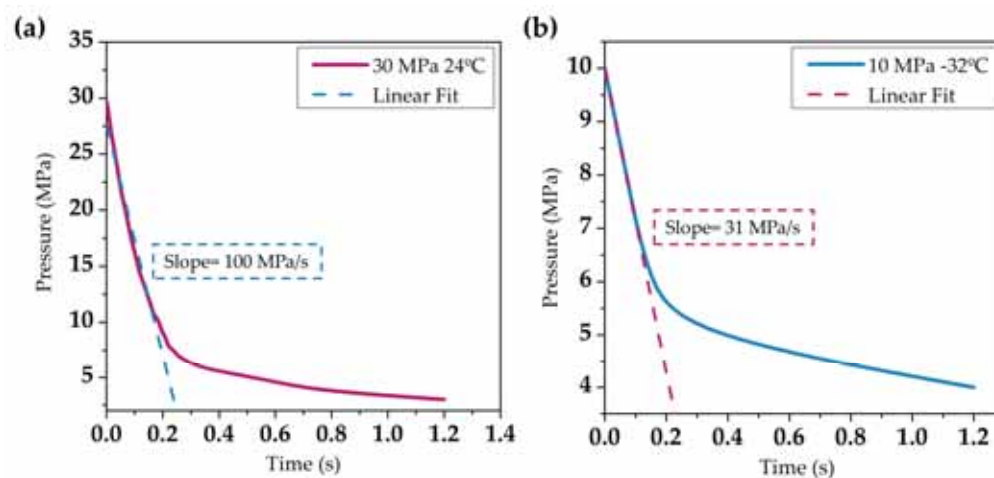 (a)
35
30
25
20
15
10
5
Pressure (MPa)
30 MPa 24ºC
Linear Fit
Slope= 100 MPa/s
0.0 0.2 0.4 0.6 0.8 1.0 1.2 1.4
Time (s)
(b)
10
9
8
7
6
5
4
Pressure (MPa)
10 MPa -32ºC
Linear Fit
Slope= 31 MPa/s
0.0 0.2 0.4 0.6 0.8 1.0 1.2
Time (s)